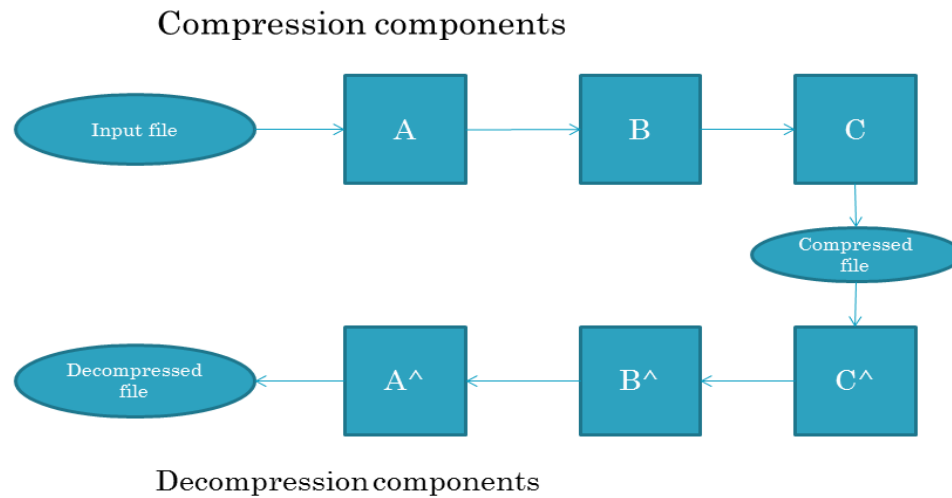 Compression components
Input file
A
B
C
Compressed
file
Decompressed
file
A^
B^
C^
Decompression components